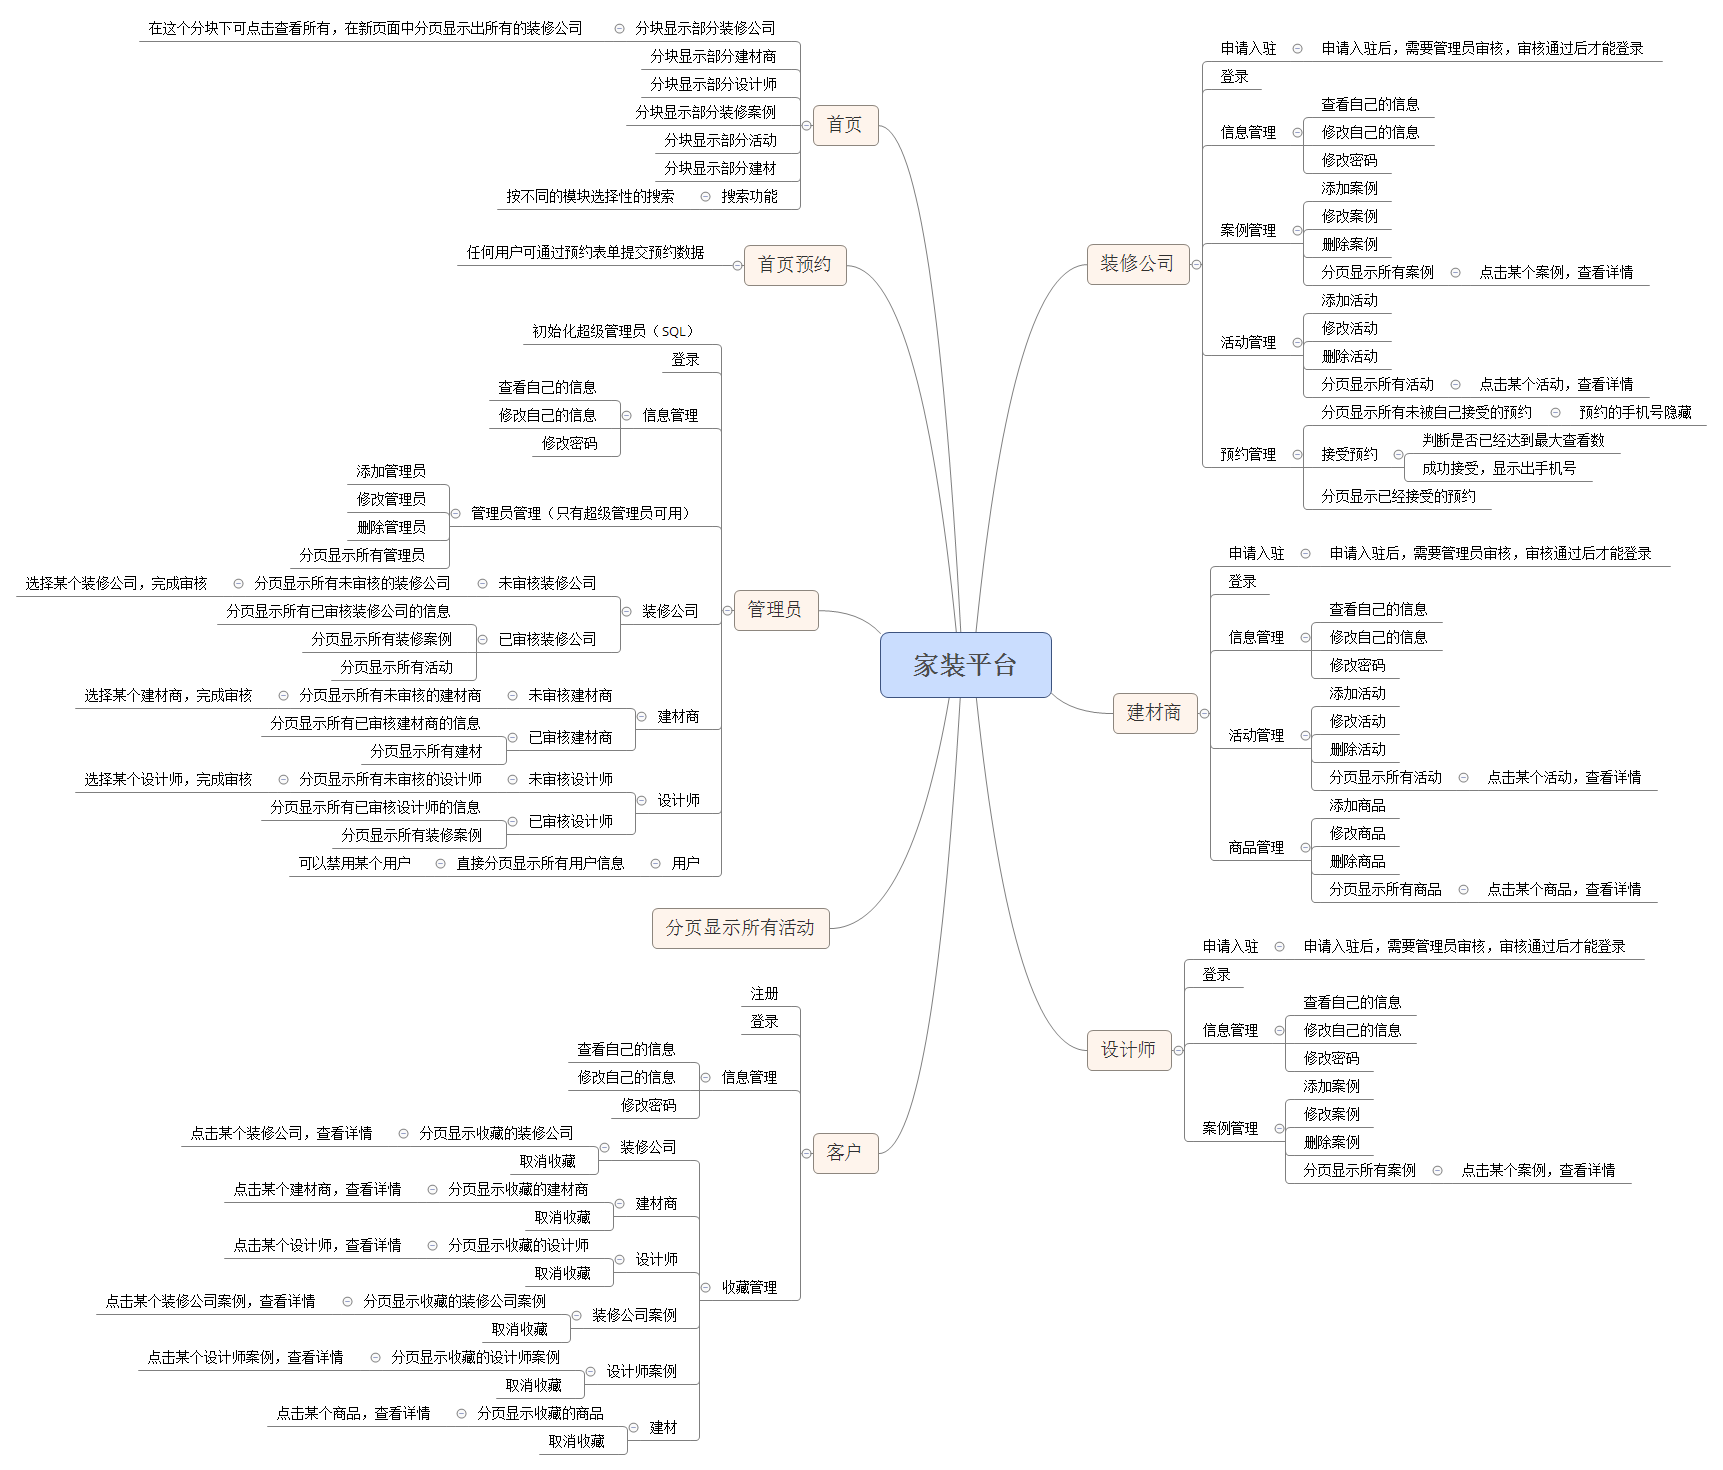 家装平台
首页
分块显示部分装修公司
在这个分块下可点击查看所有，在新页面中分页显示出所有的装修公司
分块显示部分建材商
分块显示部分设计师
分块显示部分装修案例
分块显示部分活动
分块显示部分建材
搜索功能
按不同的模块选择性的搜索
首页预约
任何用户可通过预约表单提交预约数据
管理员
初始化超级管理员（SQL）
登录
信息管理
查看自己的信息
修改自己的信息
修改密码
管理员管理（只有超级管理员可用）
添加管理员
修改管理员
删除管理员
分页显示所有管理员
装修公司
未审核装修公司
分页显示所有未审核的装修公司
选择某个装修公司，完成审核
已审核装修公司
分页显示所有已审核装修公司的信息
分页显示所有装修案例
分页显示所有活动
建材商
未审核建材商
分页显示所有未审核的建材商
选择某个建材商，完成审核
已审核建材商
分页显示所有已审核建材商的信息
分页显示所有建材
设计师
未审核设计师
分页显示所有未审核的设计师
选择某个设计师，完成审核
已审核设计师
分页显示所有已审核设计师的信息
分页显示所有装修案例
用户
直接分页显示所有用户信息
可以禁用某个用户
分页显示所有活动
客户
注册
登录
信息管理
查看自己的信息
修改自己的信息
修改密码
收藏管理
装修公司
分页显示收藏的装修公司
点击某个装修公司，查看详情
取消收藏
建材商
分页显示收藏的建材商
点击某个建材商，查看详情
取消收藏
设计师
分页显示收藏的设计师
点击某个设计师，查看详情
取消收藏
装修公司案例
分页显示收藏的装修公司案例
点击某个装修公司案例，查看详情
取消收藏
设计师案例
分页显示收藏的设计师案例
点击某个设计师案例，查看详情
取消收藏
建材
分页显示收藏的商品
点击某个商品，查看详情
取消收藏
装修公司
申请入驻
申请入驻后，需要管理员审核，审核通过后才能登录
登录
信息管理
查看自己的信息
修改自己的信息
修改密码
案例管理
添加案例
修改案例
删除案例
分页显示所有案例
点击某个案例，查看详情
活动管理
添加活动
修改活动
删除活动
分页显示所有活动
点击某个活动，查看详情
预约管理
分页显示所有未被自己接受的预约
预约的手机号隐藏
接受预约
判断是否已经达到最大查看数
成功接受，显示出手机号
分页显示已经接受的预约
建材商
申请入驻
申请入驻后，需要管理员审核，审核通过后才能登录
登录
信息管理
查看自己的信息
修改自己的信息
修改密码
活动管理
添加活动
修改活动
删除活动
分页显示所有活动
点击某个活动，查看详情
商品管理
添加商品
修改商品
删除商品
分页显示所有商品
点击某个商品，查看详情
设计师
申请入驻
申请入驻后，需要管理员审核，审核通过后才能登录
登录
信息管理
查看自己的信息
修改自己的信息
修改密码
案例管理
添加案例
修改案例
删除案例
分页显示所有案例
点击某个案例，查看详情